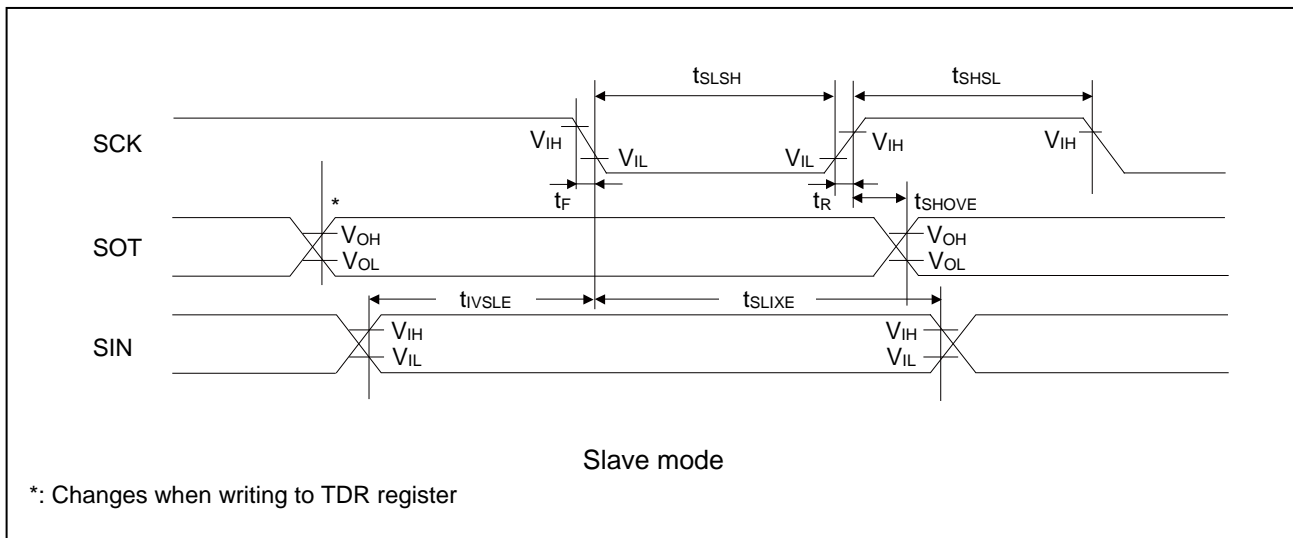 tSLSH tSHSL
SCK VIH VIL VIL VIH VIH
tF tR tSHOVE
*
SOT VOH VOH
VOL VOL
tIVSLE tSLIXE
SIN VIH VIH
VIL VIL
Slave mode
*: Changes when writing to TDR register